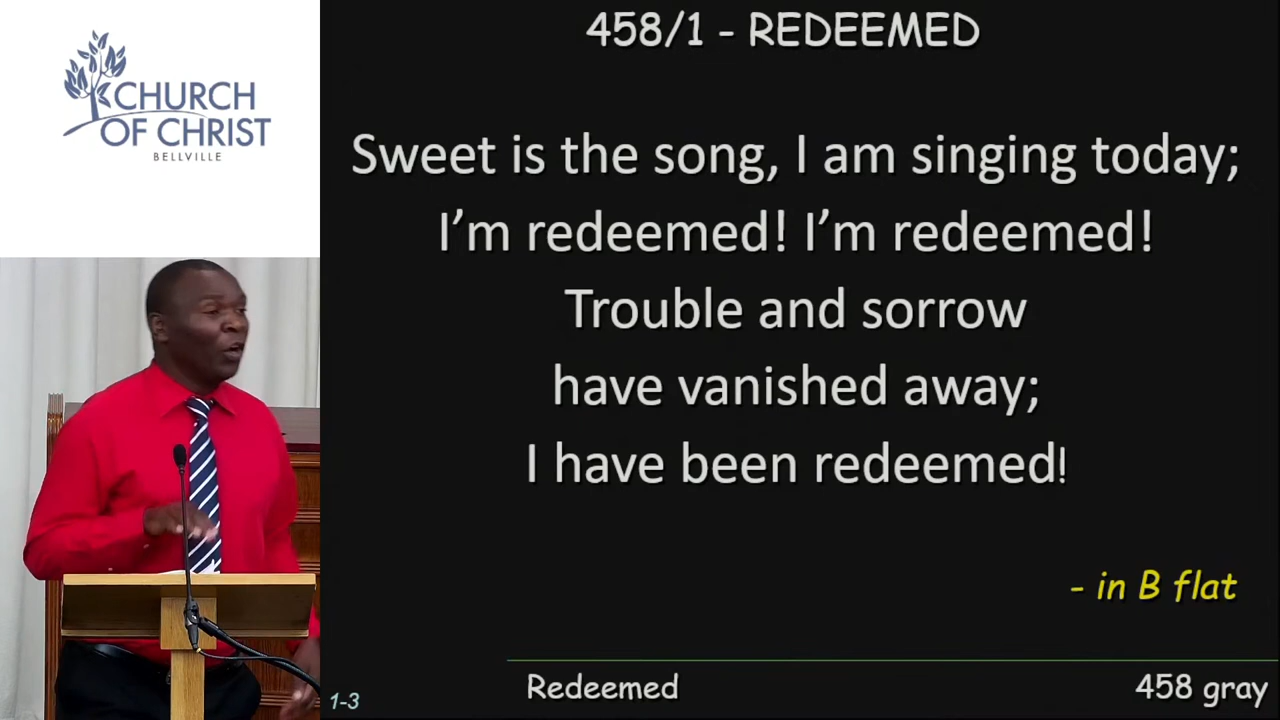 CHURCH
OF CHRIST
BELLVILLE
458/1 - REDEEMED
Sweet is the song, I am singing today;
I’m redeemed! I’m redeemed!
Trouble and sorrow
have vanished away;
I have been redeemed!
- in B flat
1-3
Redeemed
458 gray